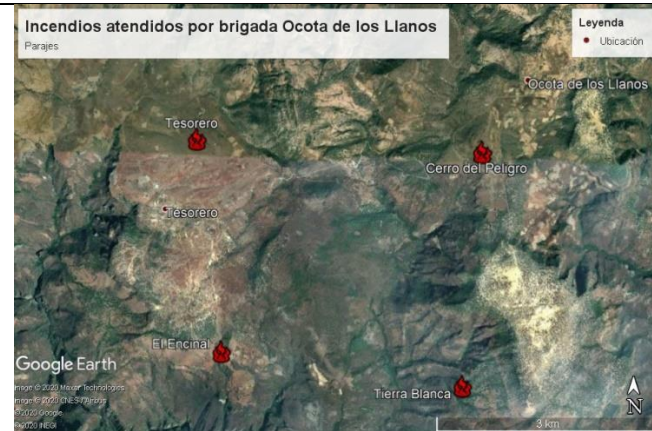 Incendios atendidos por brigada Ocota de los Llanos
Parajes
Leyenda
Ubicación
Ocota de los Llanos
Tesorero
Cerro del Peligro
Tesorero
El Encinal
Tierra Blanca
Google Earth
Image © 2020 Maxar Technologies
Image © 2020 CNES / Airbus
©2020 Google
©2020 INEGI
N
3 km